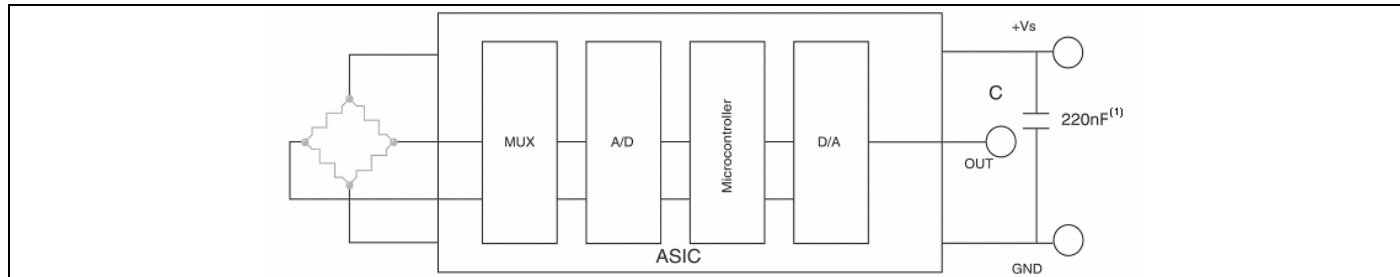 +Vs
C
220nF(1)
MUX
A/D
Microcontroller
D/A
OUT
ASIC
GND